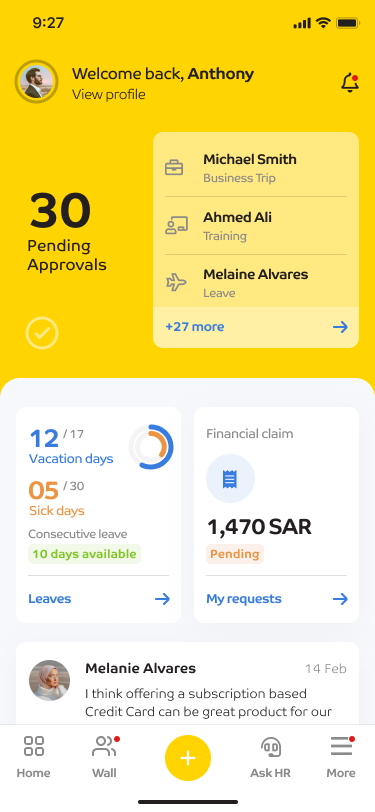 9:27
Welcome back, Anthony
View profile
30
Pending
Approvals
Michael Smith
Business Trip
Ahmed Ali
Training
Melaine Alvares
Leave
+27 more
12 / 17
Vacation days
05 / 30
Sick days
Consecutive leave
10 days available
Leaves
Financial claim
1,470 SAR
Pending
My requests
Melanie Alvares
14 Feb
I think offering a subscription based
Credit Card can be great product for our
Home
Wall
Ask HR
More